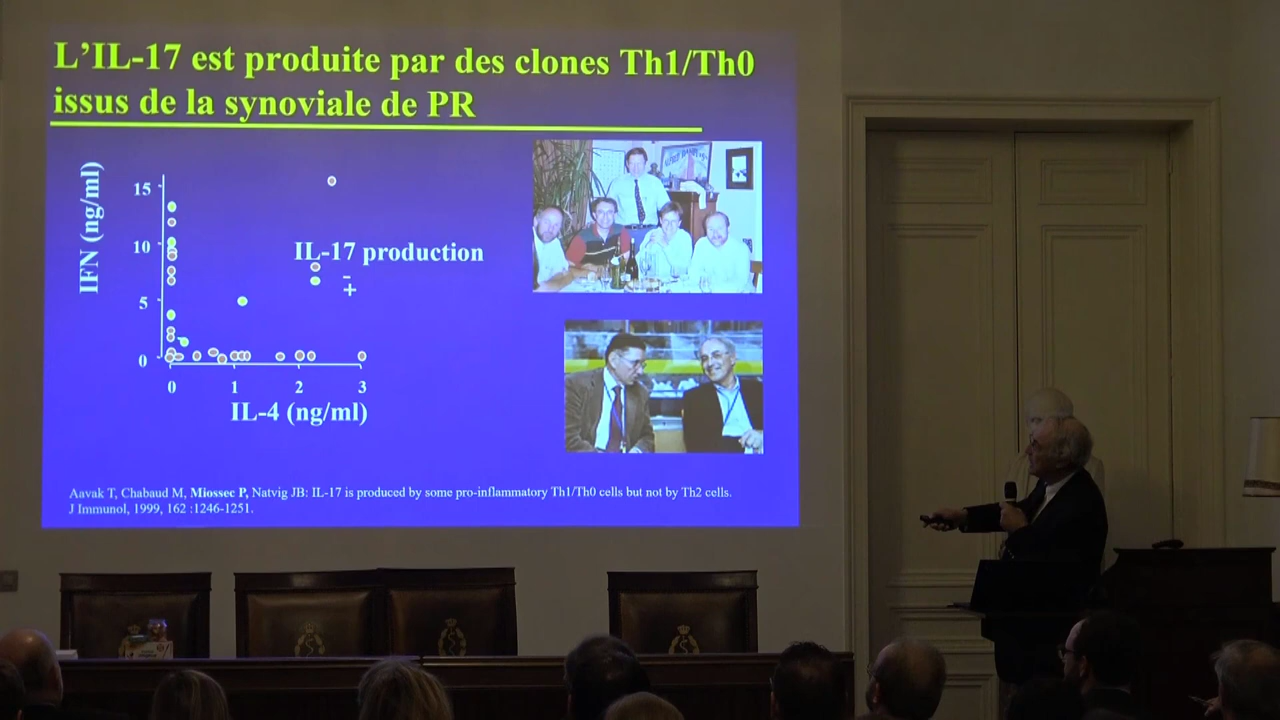 L'IL-17 est produite par des clones Th1/Th0
issus de la synoviale de PR
IFN (ng/ml)
15
10
5
0
IL-17 production
-
+
0 1 2 3
IL-4 (ng/ml)
Aavak T, Chabaud M, Miossec P, Natvig JB: IL-17 is produced by some pro-inflammatory Th1/Th0 cells but not by Th2 cells.
J Immunol, 1999, 162 :1246-1251.